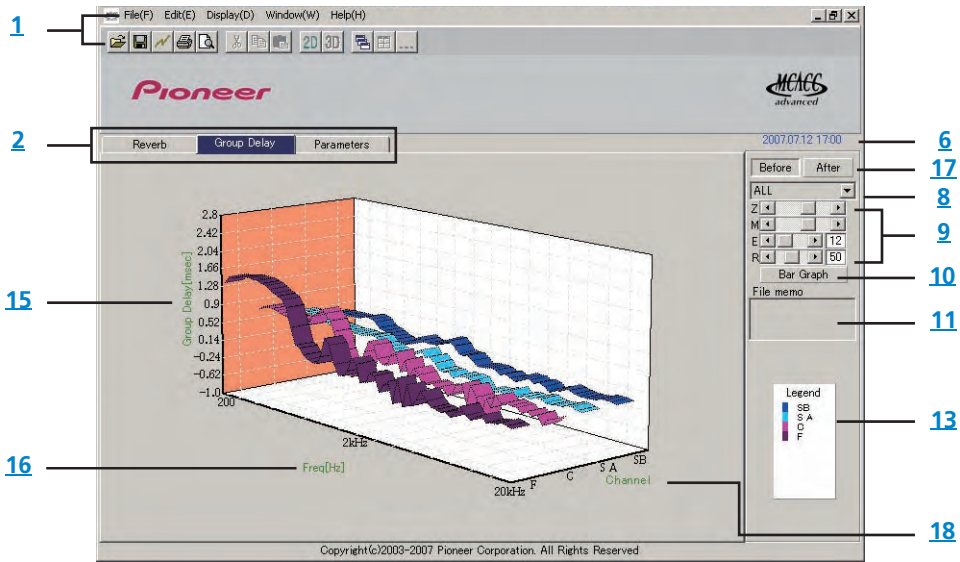 1
File(F) Edit(E) Display(D) Window(W) Help(H)
2D 3D
Pioneer
MCACC
advanced
2
Reverb
Group Delay
Parameters
2007.07.12 17:00
6
Before
After
17
ALL
8
Z
M
E 12
R 50
9
Bar Graph
10
File memo
11
15
Group Delay[msec]
2.8
2.42
2.04
1.66
1.28
0.9
0.52
0.14
-0.24
-0.62
-1.0
200
2kHz
20kHz
16
Freq[Hz]
F
C
S A
SB
Channel
Legend
SB
S A
C
F
13
18
Copyright(c)2003-2007 Pioneer Corporation. All Rights Reserved